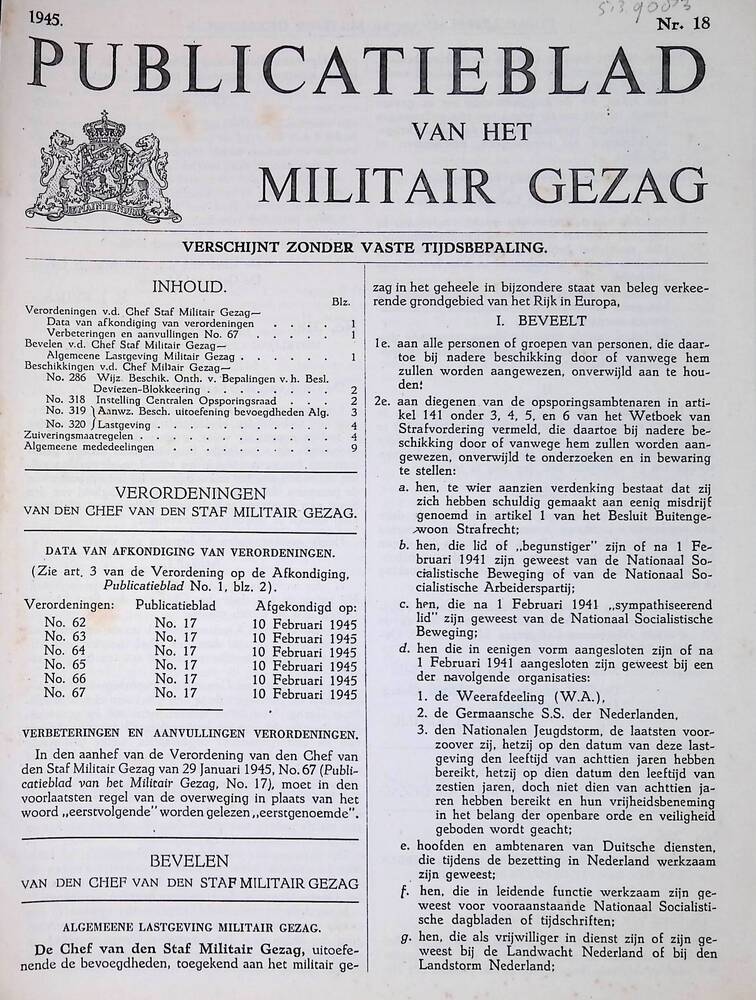 1945.
5390073
Nr. 18
PUBLICATIEBLAD
VAN HET
MILITAIR GEZAG
VERSCHIJNT ZONDER VASTE TIJDSBEPALING.
INHOUD.
Blz.
Verordeningen v.d. Chef Staf Militair Gezag—
Data van afkondiging van verordeningen . . . . 1
Verbeteringen en aanvullingen No. 67 . . . . . 1
Bevelen v.d. Chef Staf Militair Gezag—
Algemeene Lastgeving Militair Gezag . . . . . . 1
Beschikkingen v.d. Chef Miliair Gezag—
No. 286 Wijz. Beschik. Onth. v. Bepalingen v. h. Besl.
Deviezen-Blokkeering . . . . . . . . . 2
No. 318 Instelling Centralen Opsporingsraad . . . 2
No. 319 } Aanwz. Besch. uitoefening bevoegdheden Alg. 3
No. 320 } Lastgeving . . . . . . . . . . . . 4
Zuiveringsmaatregelen . . . . . . . . . . . . . 4
Algemeene mededeelingen . . . . . . . . . . . 9
VERORDENINGEN
VAN DEN CHEF VAN DEN STAF MILITAIR GEZAG.
DATA VAN AFKONDIGING VAN VERORDENINGEN.
(Zie art. 3 van de Verordening op de Afkondiging,
Publicatieblad No. 1, blz. 2).
Verordeningen: Publicatieblad Afgekondigd op:
No. 62 No. 17 10 Februari 1945
No. 63 No. 17 10 Februari 1945
No. 64 No. 17 10 Februari 1945
No. 65 No. 17 10 Februari 1945
No. 66 No. 17 10 Februari 1945
No. 67 No. 17 10 Februari 1945
VERBETERINGEN EN AANVULLINGEN VERORDENINGEN.
In den aanhef van de Verordening van den Chef van
den Staf Militair Gezag van 29 Januari 1945, No. 67 (Publi-
catieblad van het Militair Gezag, No. 17), moet in den
voorlaatsten regel van de overweging in plaats van het
woord „eerstvolgende" worden gelezen „eerstgenoemde".
BEVELEN
VAN DEN CHEF VAN DEN STAF MILITAIR GEZAG
ALGEMEENE LASTGEVING MILITAIR GEZAG.
De Chef van den Staf Militair Gezag, uitoefe-
nende de bevoegdheden, toegekend aan het militair ge-
zag in het geheele in bijzondere staat van beleg verkee-
rende grondgebied van het Rijk in Europa,
I. BEVEELT
1e. aan alle personen of groepen van personen, die daar-
toe bij nadere beschikking door of vanwege hem
zullen worden aangewezen, onverwijld aan te hou-
den:
2e. aan diegenen van de opsporingsambtenaren in arti-
kel 141 onder 3, 4, 5, en 6 van het Wetboek van
Strafvordering vermeld, die daartoe bij nadere be-
schikking door of vanwege hem zullen worden aan-
gewezen, onverwijld te onderzoeken en in bewaring
te stellen:
a. hen, te wier aanzien verdenking bestaat dat zij
zich hebben schuldig gemaakt aan eenig misdrijf
genoemd in artikel 1 van het Besluit Buitenge-
woon Strafrecht;
b. hen, die lid of „begunstiger" zijn of na 1 Fe-
bruari 1941 zijn geweest van de Nationaal So-
cialistische Beweging of van de Nationaal So-
cialistische Arbeiderspartij;
c. hen, die na 1 Februari 1941 „sympathiseerend
lid" zijn geweest van de Nationaal Socialistische
Beweging;
d. hen die in eenigen vorm aangesloten zijn of na
1 Februari 1941 aangesloten zijn geweest bij een
der navolgende organisaties:
1. de Weerafdeeling (W.A.),
2. de Germaansche S.S. der Nederlanden,
3. den Nationalen Jeugdstorm, de laatsten voor-
zoover zij, hetzij op den datum van deze last-
geving den leeftijd van achttien jaren hebben
bereikt, hetzij op dien datum den leeftijd van
zestien jaren, doch niet dien van achttien ja-
ren hebben bereikt en hun vrijheidsbeneming
in het belang der openbare orde en veiligheid
geboden wordt geacht;
e. hoofden en ambtenaren van Duitsche diensten,
die tijdens de bezetting in Nederland werkzaam
zijn geweest;
f. hen, die in leidende functie werkzaam zijn ge-
weest voor vooraanstaande Nationaal Socialisti-
sche dagbladen of tijdschriften;
g. hen, die als vrijwilliger in dienst zijn of zijn ge-
weest bij de Landwacht Nederland of bij den
Landstorm Nederland;